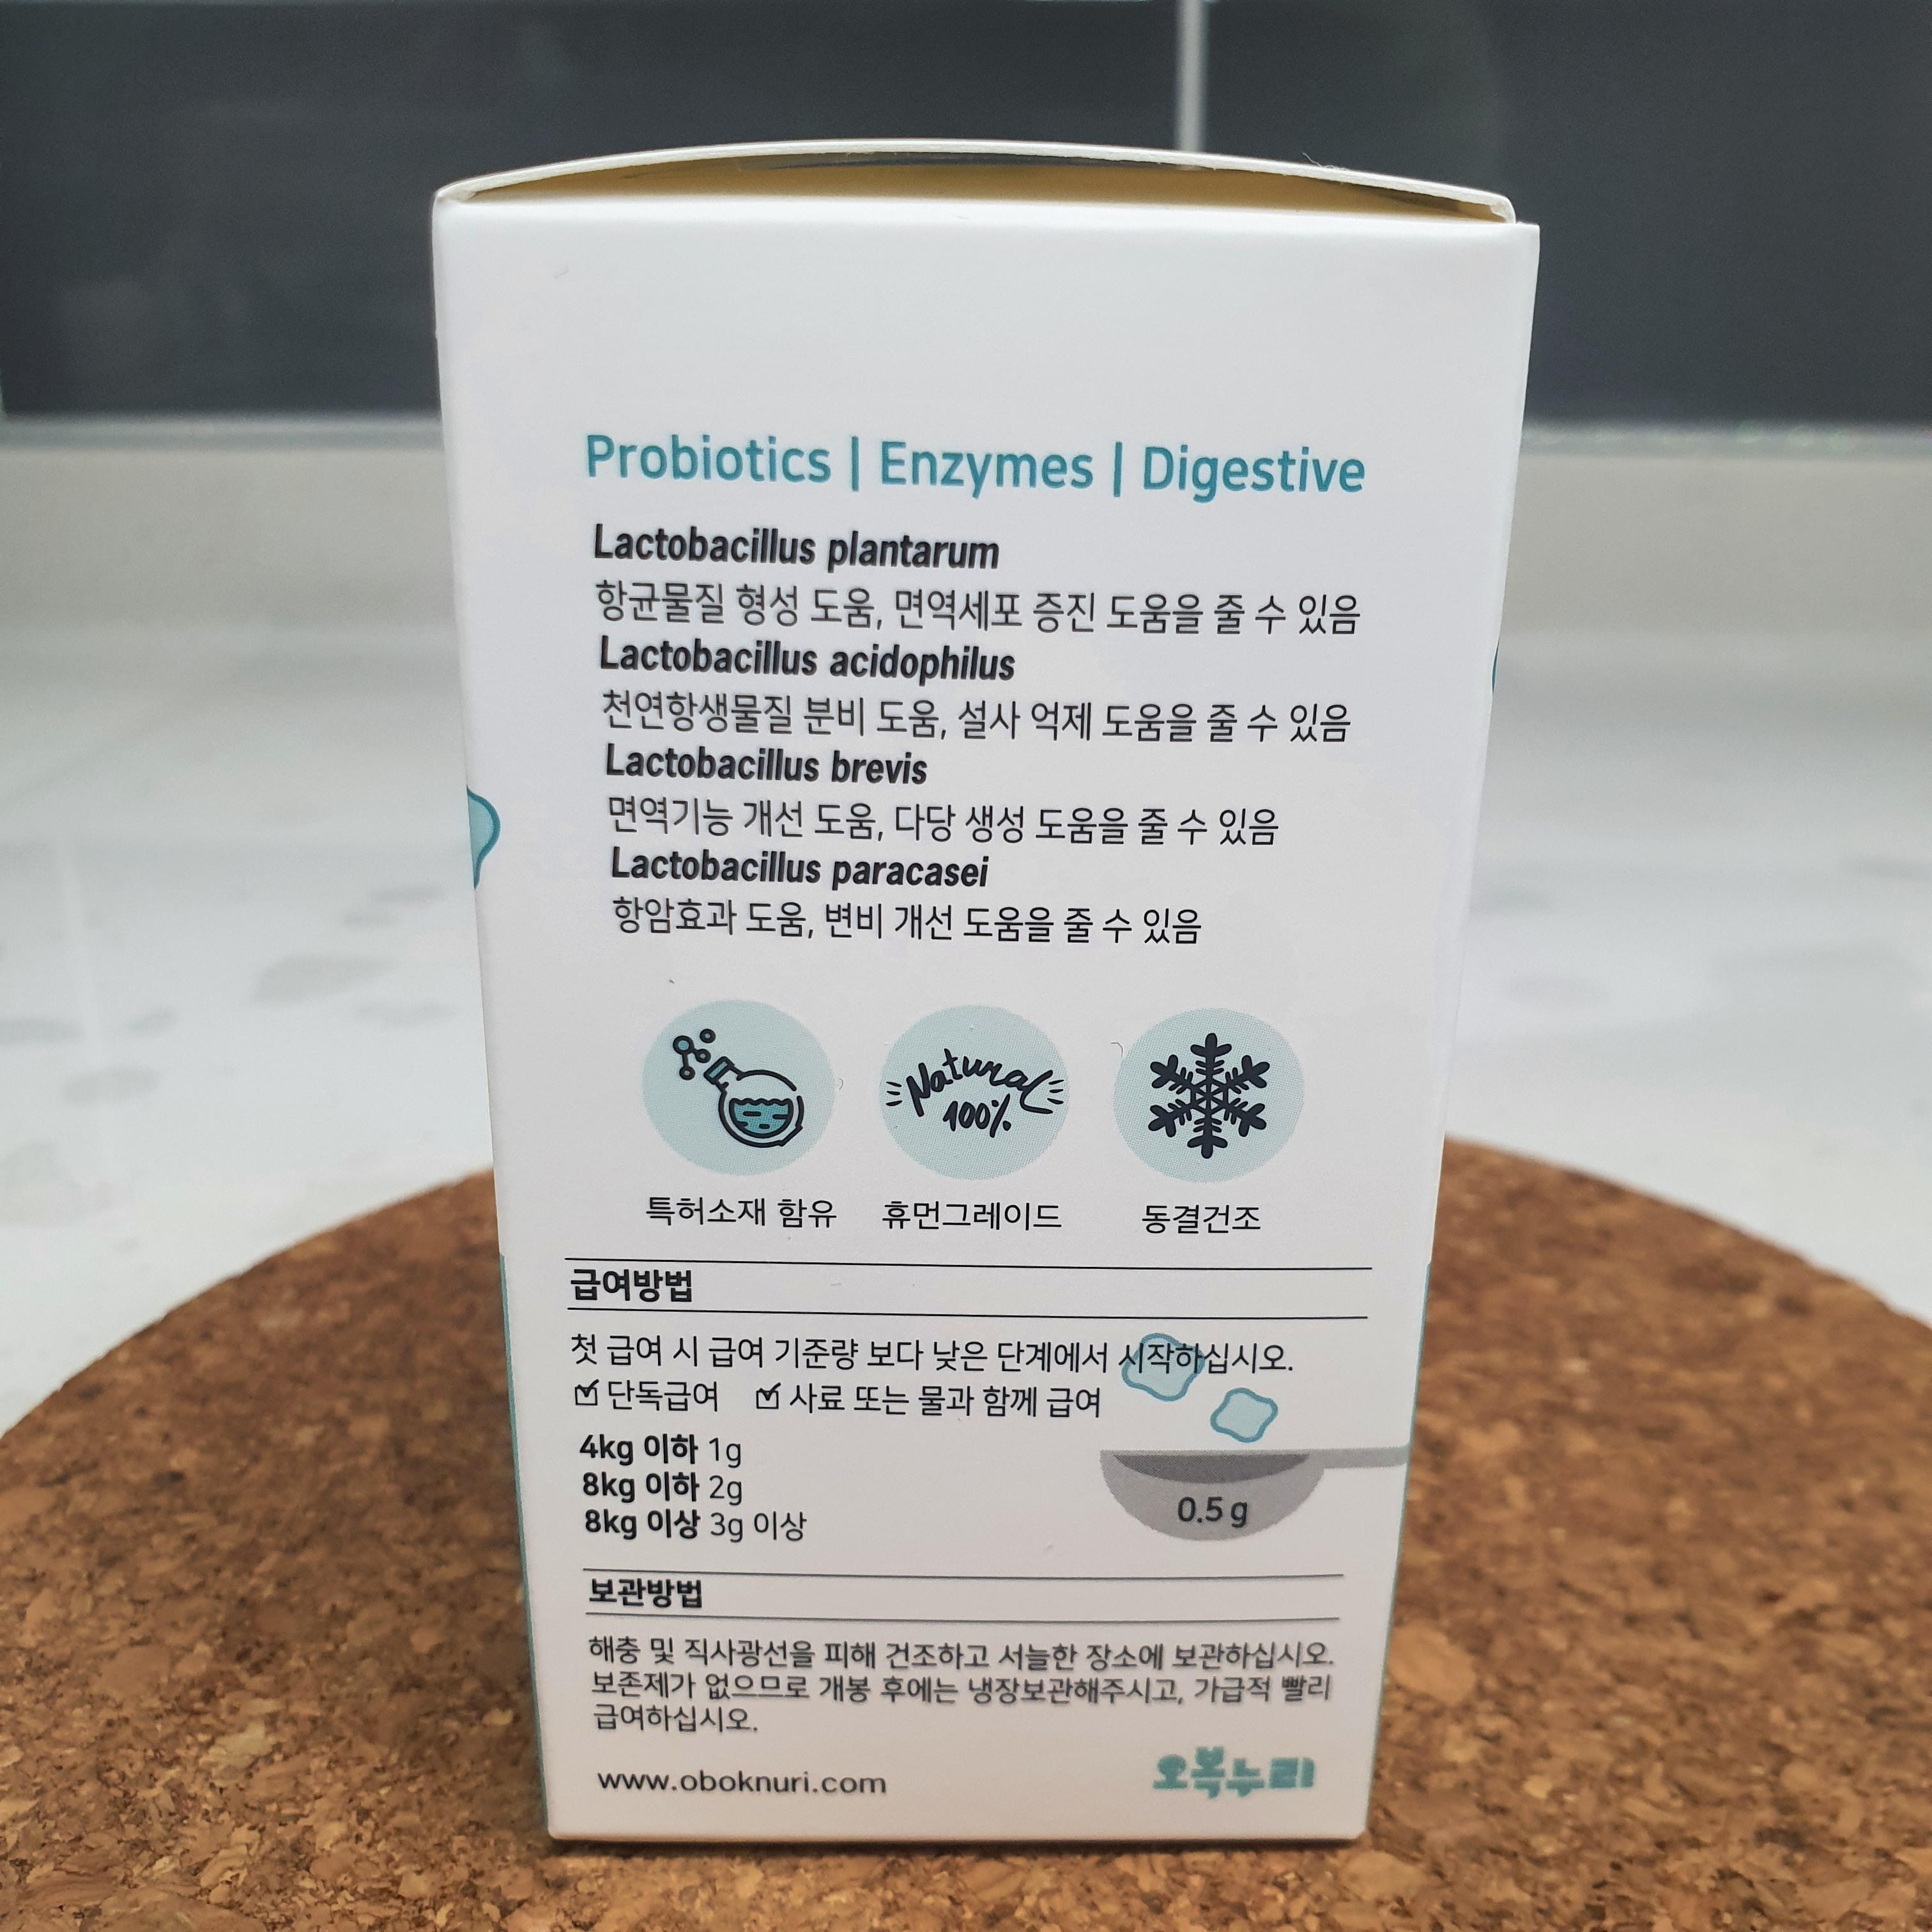 Probiotics | Enzymes | Digestive
Lactobacillus plantarum
항균물질 형성 도움, 면역세포 증진 도움을 줄 수 있음
Lactobacillus acidophilus
천연항생물질 분비 도움, 설사 억제 도움을 줄 수 있음
Lactobacillus brevis
면역기능 개선 도움, 다당 생성 도움을 줄 수 있음
Lactobacillus paracasei
항암효과 도움, 변비 개선 도움을 줄 수 있음
Natural
100%
특허소재 함유 휴먼그레이드 동결건조
급여방법
첫 급여 시 급여 기준량 보다 낮은 단계에서 시작하십시오.
☑ 단독급여 ☑ 사료 또는 물과 함께 급여
4kg 이하 1g
8kg 이하 2g
8kg 이상 3g 이상
0.5 g
보관방법
해충 및 직사광선을 피해 건조하고 서늘한 장소에 보관하십시오.
보존제가 없으므로 개봉 후에는 냉장보관해주시고, 가급적 빨리
급여하십시오.
www.oboknuri.com
오복누리